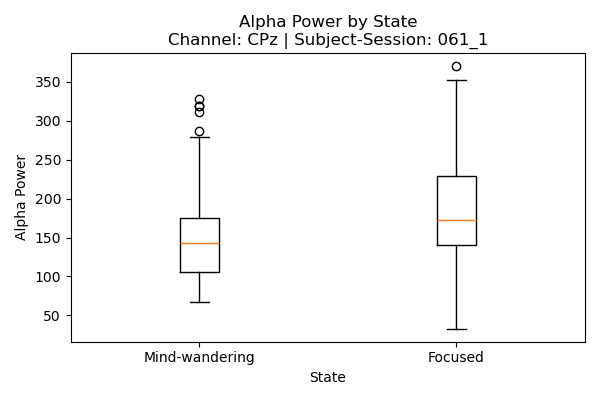 Alpha Power by State
Channel: CPz | Subject-Session: 061_1
Alpha Power
350
300
250
200
150
100
50
Mind-wandering
Focused
State